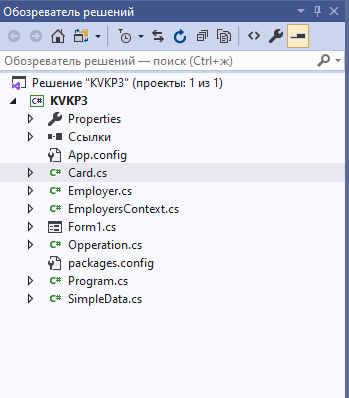 Обозреватель решений
Обозреватель решений — поиск (Ctrl+ж)
Решение "KVKP3" (проекты: 1 из 1)
C# KVKP3
Properties
Ссылки
App.config
C# Card.cs
C# Employer.cs
C# EmployersContext.cs
Form1.cs
C# Opperation.cs
packages.config
C# Program.cs
C# SimpleData.cs